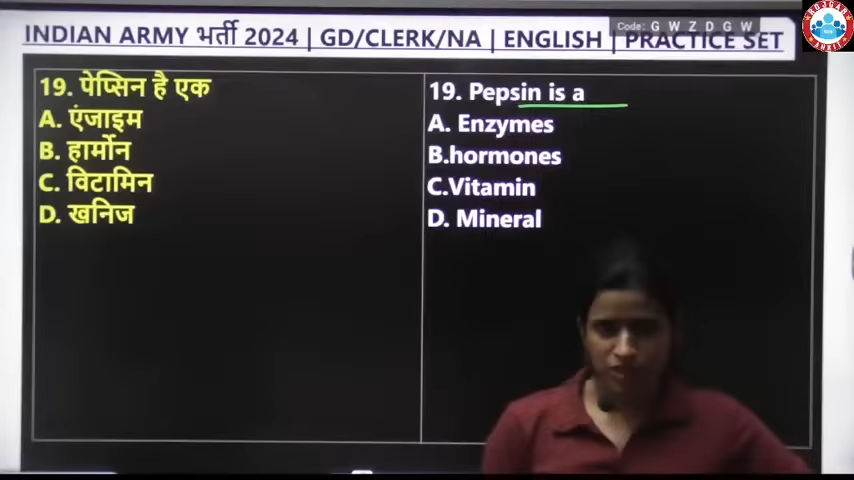 Code: G W Z D G W
INDIAN ARMY भर्ती 2024 | GD/CLERK/NA | ENGLISH | PRACTICE SET
19. पेप्सिन है एक
A. एंजाइम
B. हार्मोन
C. विटामिन
D. खनिज
19. Pepsin is a
A. Enzymes
B.hormones
C.Vitamin
D. Mineral